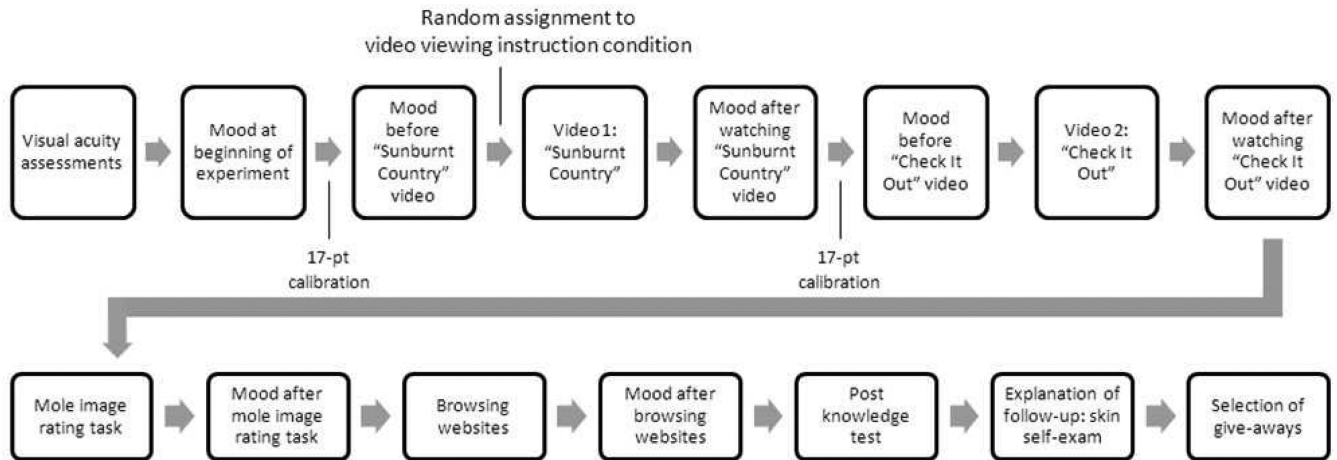 Random assignment to
video viewing instruction condition
Visual acuity
assessments
Mood at
beginning of
experiment
Mood
before
“Sunburnt
Country”
video
Video 1:
“Sunburnt
Country”
Mood after
watching
“Sunburnt
Country”
video
Mood
before
“Check It
Out” video
Video 2:
“Check It
Out”
Mood after
watching
“Check It
Out” video
17-pt
calibration
17-pt
calibration
Mole image
rating task
Mood after
mole image
rating task
Browsing
websites
Mood after
browsing
websites
Post
knowledge
test
Explanation of
follow-up: skin
self-exam
Selection of
give-aways